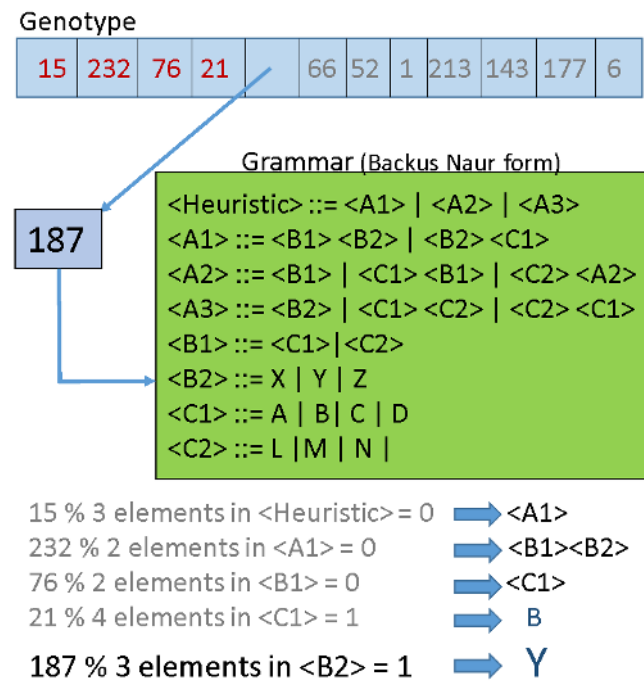 Genotype
15 232 76 21 66 52 1 213 143 177 6
Grammar (Backus Naur form)
187
<Heuristic> ::= <A1> | <A2> | <A3>
<A1> ::= <B1> <B2> | <B2> <C1>
<A2> ::= <B1> | <C1> <B1> | <C2> <A2>
<A3> ::= <B2> | <C1> <C2> | <C2> <C1>
<B1> ::= <C1>|<C2>
<B2> ::= X | Y | Z
<C1> ::= A | B| C | D
<C2> ::= L |M | N |
15 % 3 elements in <Heuristic> = 0 <A1>
232 % 2 elements in <A1> = 0 <B1><B2>
76 % 2 elements in <B1> = 0 <C1>
21 % 4 elements in <C1> = 1 B
187 % 3 elements in <B2> = 1 Y